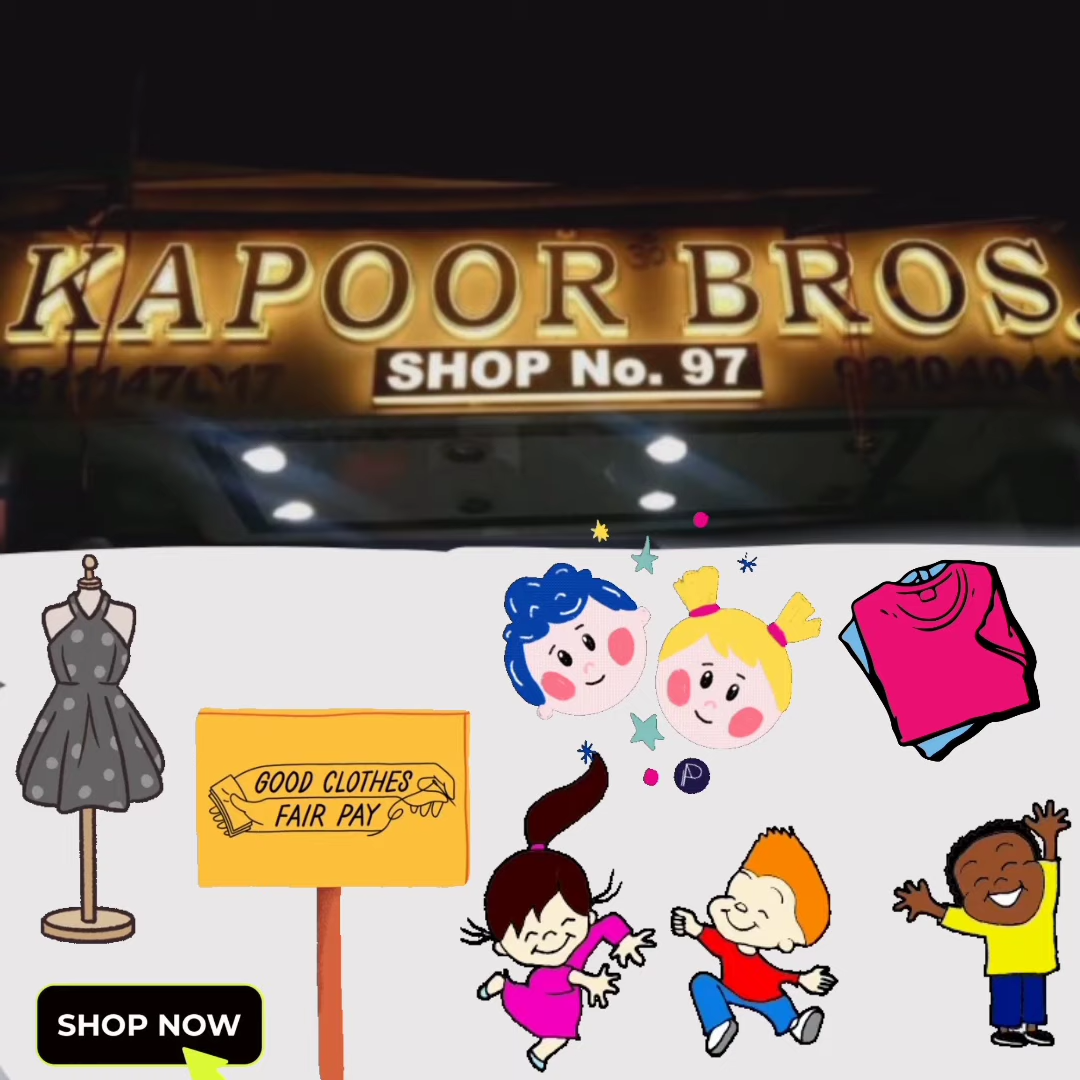 KAPOOR BROS.
SHOP No. 97
GOOD CLOTHES
FAIR PAY
SHOP NOW